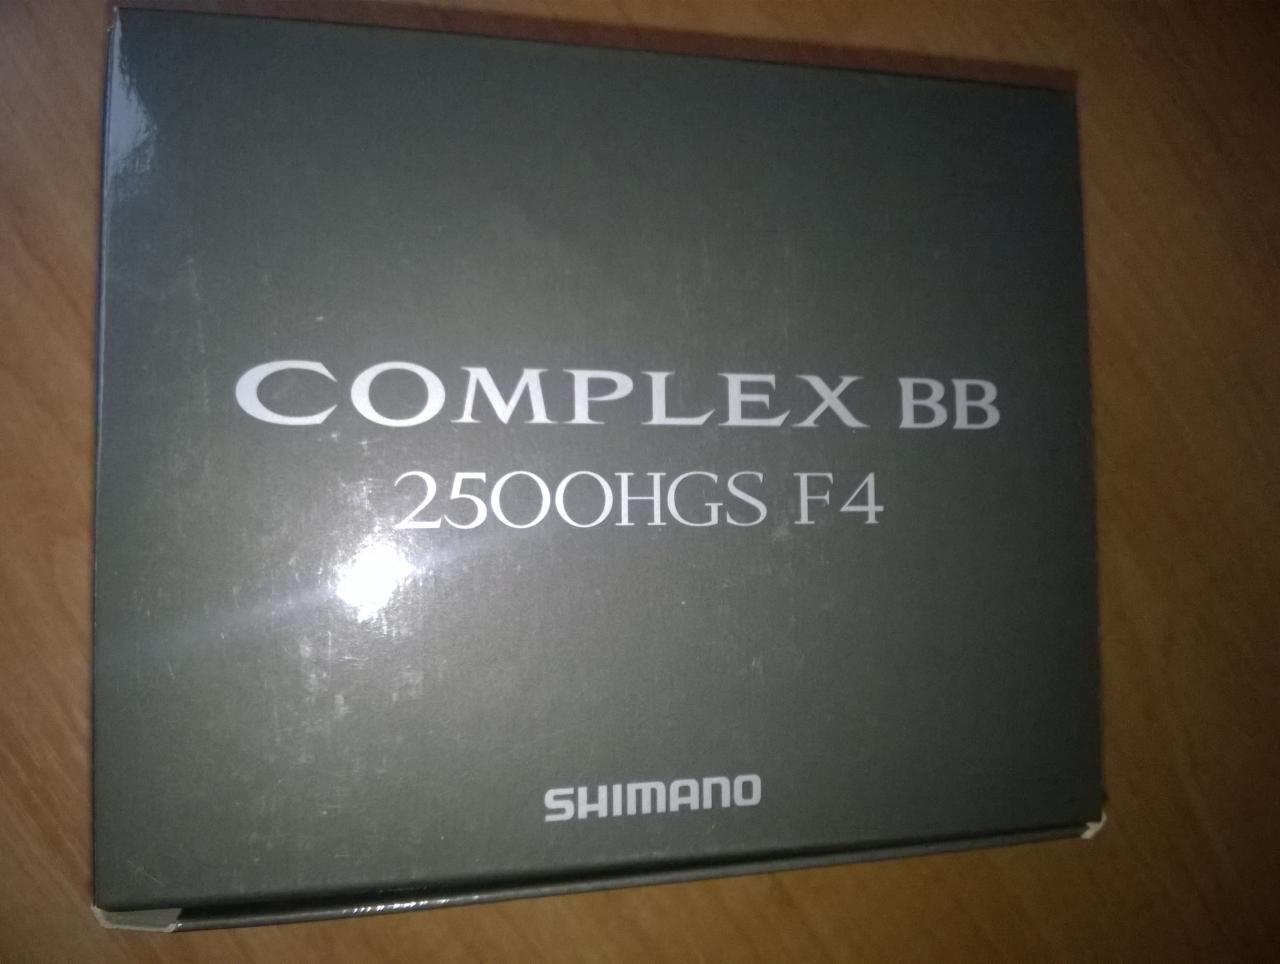 COMPLEX BB
2500HGS F4
SHIMANO